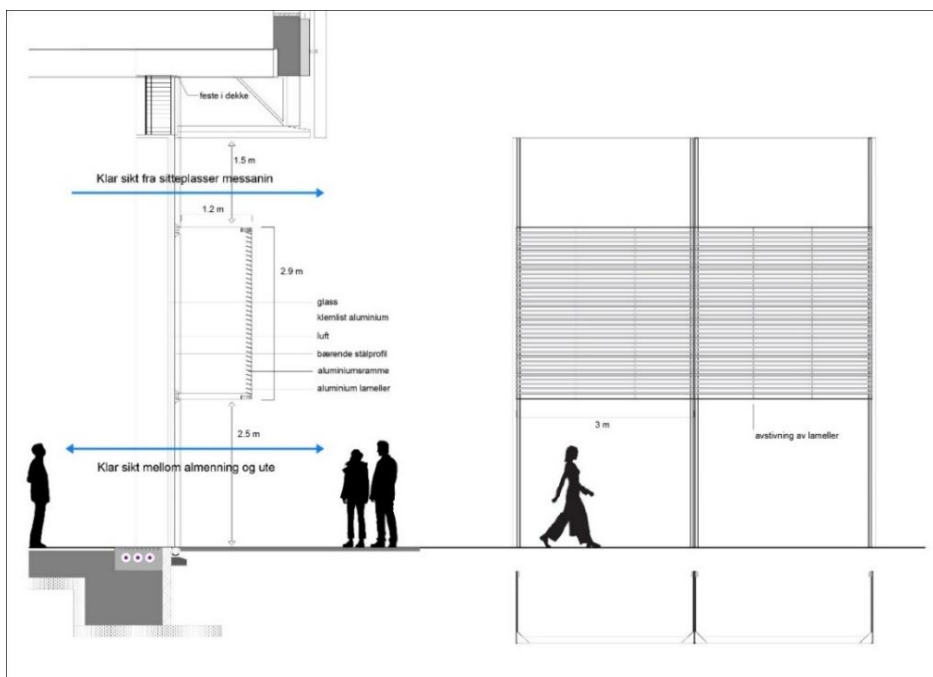 feste i dekke
1.5 m
Klar sikt fra sitteplasser messanin
1.2 m
2.9 m
glass
klemlist aluminium
luft
bærende stålprofil
aluminiumsramme
aluminium lameller
2.5 m
Klar sikt mellom almenning og ute
3 m
avstivning av lameller